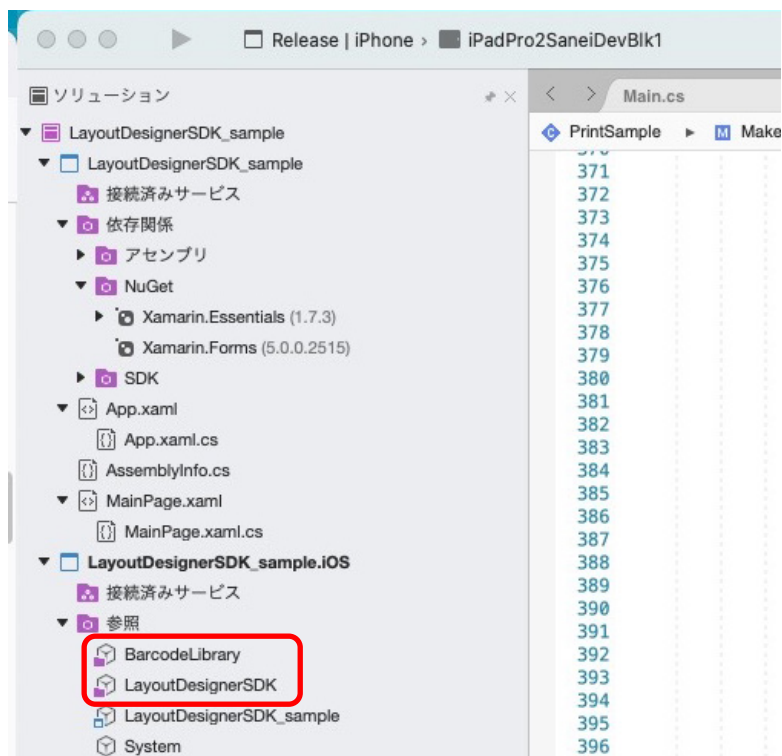 Release | iPhone › iPadPro2SaneiDevBlk1
ソリューション
Main.cs
LayoutDesignerSDK_sample
PrintSample ▸ M Make
LayoutDesignerSDK_sample
接続済みサービス
依存関係
アセンブリ
NuGet
Xamarin.Essentials (1.7.3)
Xamarin.Forms (5.0.0.2515)
SDK
App.xaml
App.xaml.cs
AssemblyInfo.cs
MainPage.xaml
MainPage.xaml.cs
LayoutDesignerSDK_sample.iOS
接続済みサービス
参照
BarcodeLibrary
LayoutDesignerSDK
LayoutDesignerSDK_sample
System
371
372
373
374
375
376
377
378
379
380
381
382
383
384
385
386
387
388
389
390
391
392
393
394
395
396